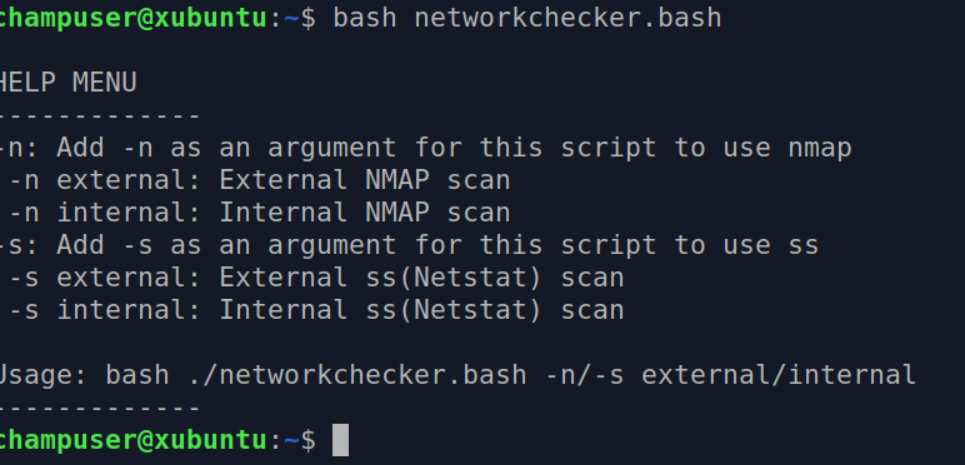 champuser@xubuntu:~$ bash networkchecker.bash
HELP MENU
-------------
-n: Add -n as an argument for this script to use nmap
-n external: External NMAP scan
-n internal: Internal NMAP scan
-s: Add -s as an argument for this script to use ss
-s external: External ss(Netstat) scan
-s internal: Internal ss(Netstat) scan
Usage: bash ./networkchecker.bash -n/-s external/internal
-------------
champuser@xubuntu:~$